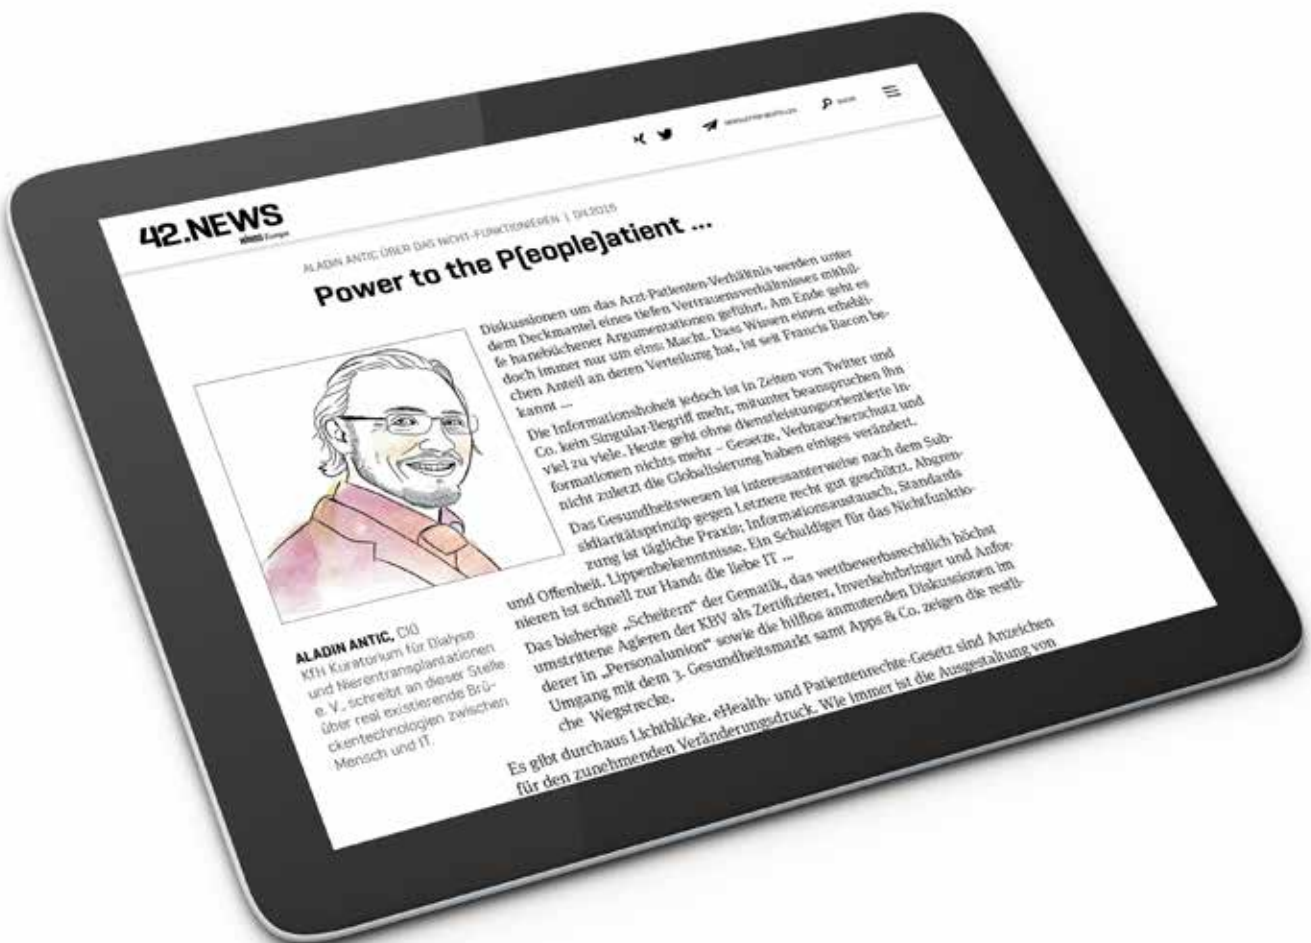 42.NEWS
HIMSS Europe
NEWSLETTER BESTELLEN
SUCHE
ALADIN ANTIC ÜBER DAS NICHT-FUNKTIONIEREN | 04.2015
Power to the P[eople]atient ...
Diskussionen um das Arzt-Patienten-Verhältnis werden unter
dem Deckmantel eines tiefen Vertrauensverhältnisses mithil-
fe hanebüchener Argumentationen geführt. Am Ende geht es
doch immer nur um eins: Macht. Dass Wissen einen erhebli-
chen Anteil an deren Verteilung hat, ist seit Francis Bacon be-
kannt ...
Die Informationshoheit jedoch ist in Zeiten von Twitter und
Co. kein Singular-Begriff mehr, mitunter beanspruchen ihn
viel zu viele. Heute geht ohne dienstleistungsorientierte In-
formationen nichts mehr – Gesetze, Verbraucherschutz und
nicht zuletzt die Globalisierung haben einiges verändert.
Das Gesundheitswesen ist interessanterweise nach dem Sub-
sidiaritätsprinzip gegen Letztere recht gut geschützt. Abgren-
zung ist tägliche Praxis; Informationsaustausch, Standards
und Offenheit. Lippenbekenntnisse. Ein Schuldiger für das Nichtfunktio-
nieren ist schnell zur Hand: die liebe IT ...
Das bisherige „Scheitern“ der Gematik, das wettbewerbsrechtlich höchst
umstrittene Agieren der KBV als Zertifizierer, Inverkehrbringer und Anfor-
derer in „Personalunion“ sowie die hilflos anmutenden Diskussionen im
Umgang mit dem 3. Gesundheitsmarkt samt Apps & Co. zeigen die restli-
che Wegstrecke.
Es gibt durchaus Lichtblicke. eHealth- und Patientenrechte-Gesetz sind Anzeichen
für den zunehmenden Veränderungsdruck. Wie immer ist die Ausgestaltung von
ALADIN ANTIC, CIO
KfH Kuratorium für Dialyse
und Nierentransplantationen
e. V., schreibt an dieser Stelle
über real existierende Brü-
ckentechnologien zwischen
Mensch und IT.